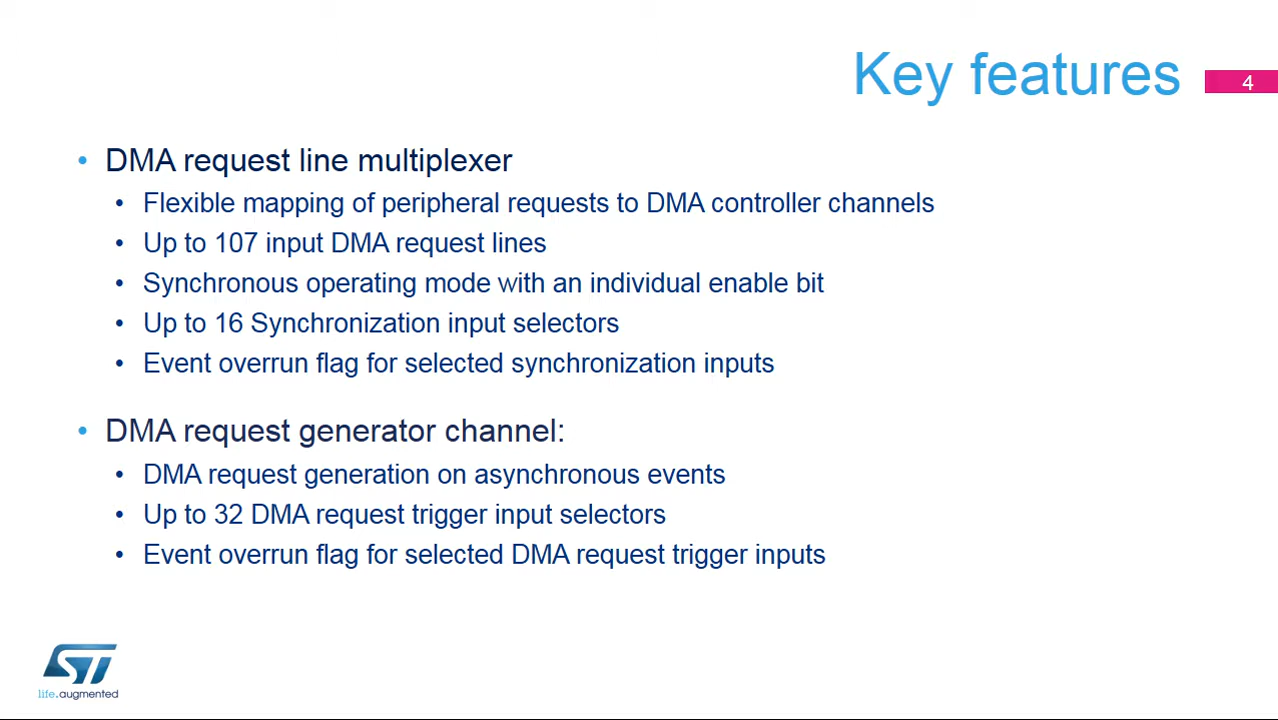 Key features
4
• DMA request line multiplexer
• Flexible mapping of peripheral requests to DMA controller channels
• Up to 107 input DMA request lines
• Synchronous operating mode with an individual enable bit
• Up to 16 Synchronization input selectors
• Event overrun flag for selected synchronization inputs
• DMA request generator channel:
• DMA request generation on asynchronous events
• Up to 32 DMA request trigger input selectors
• Event overrun flag for selected DMA request trigger inputs
ST
life.augmented